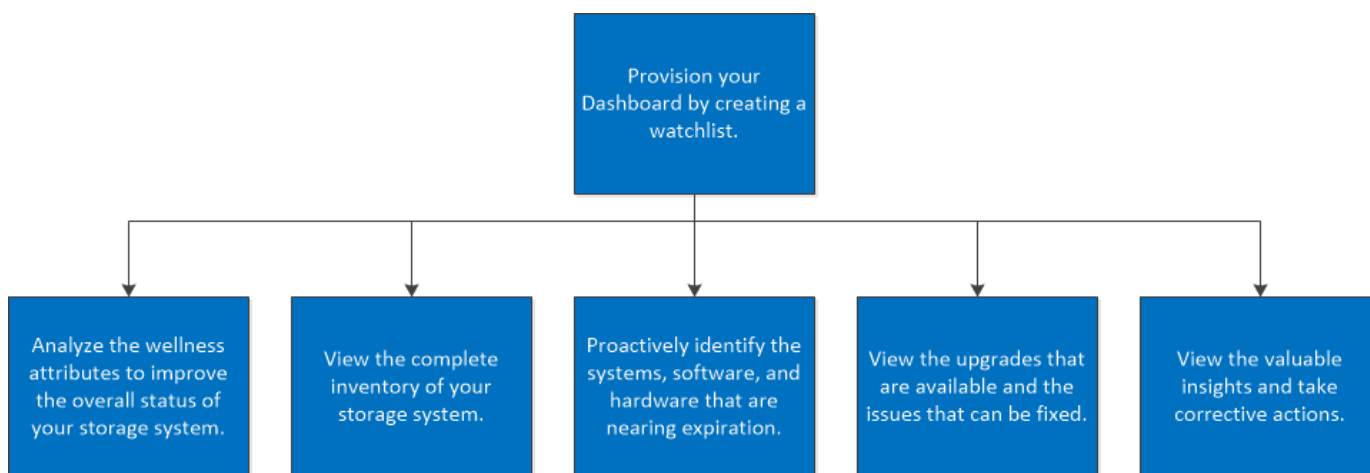 Provision your
Dashboard by creating a
watchlist.
Analyze the wellness
attributes to improve
the overall status of
your storage system.
View the complete
inventory of your
storage system.
Proactively identify the
systems, software, and
hardware that are
nearing expiration.
View the upgrades that
are available and the
issues that can be fixed.
View the valuable
insights and take
corrective actions.